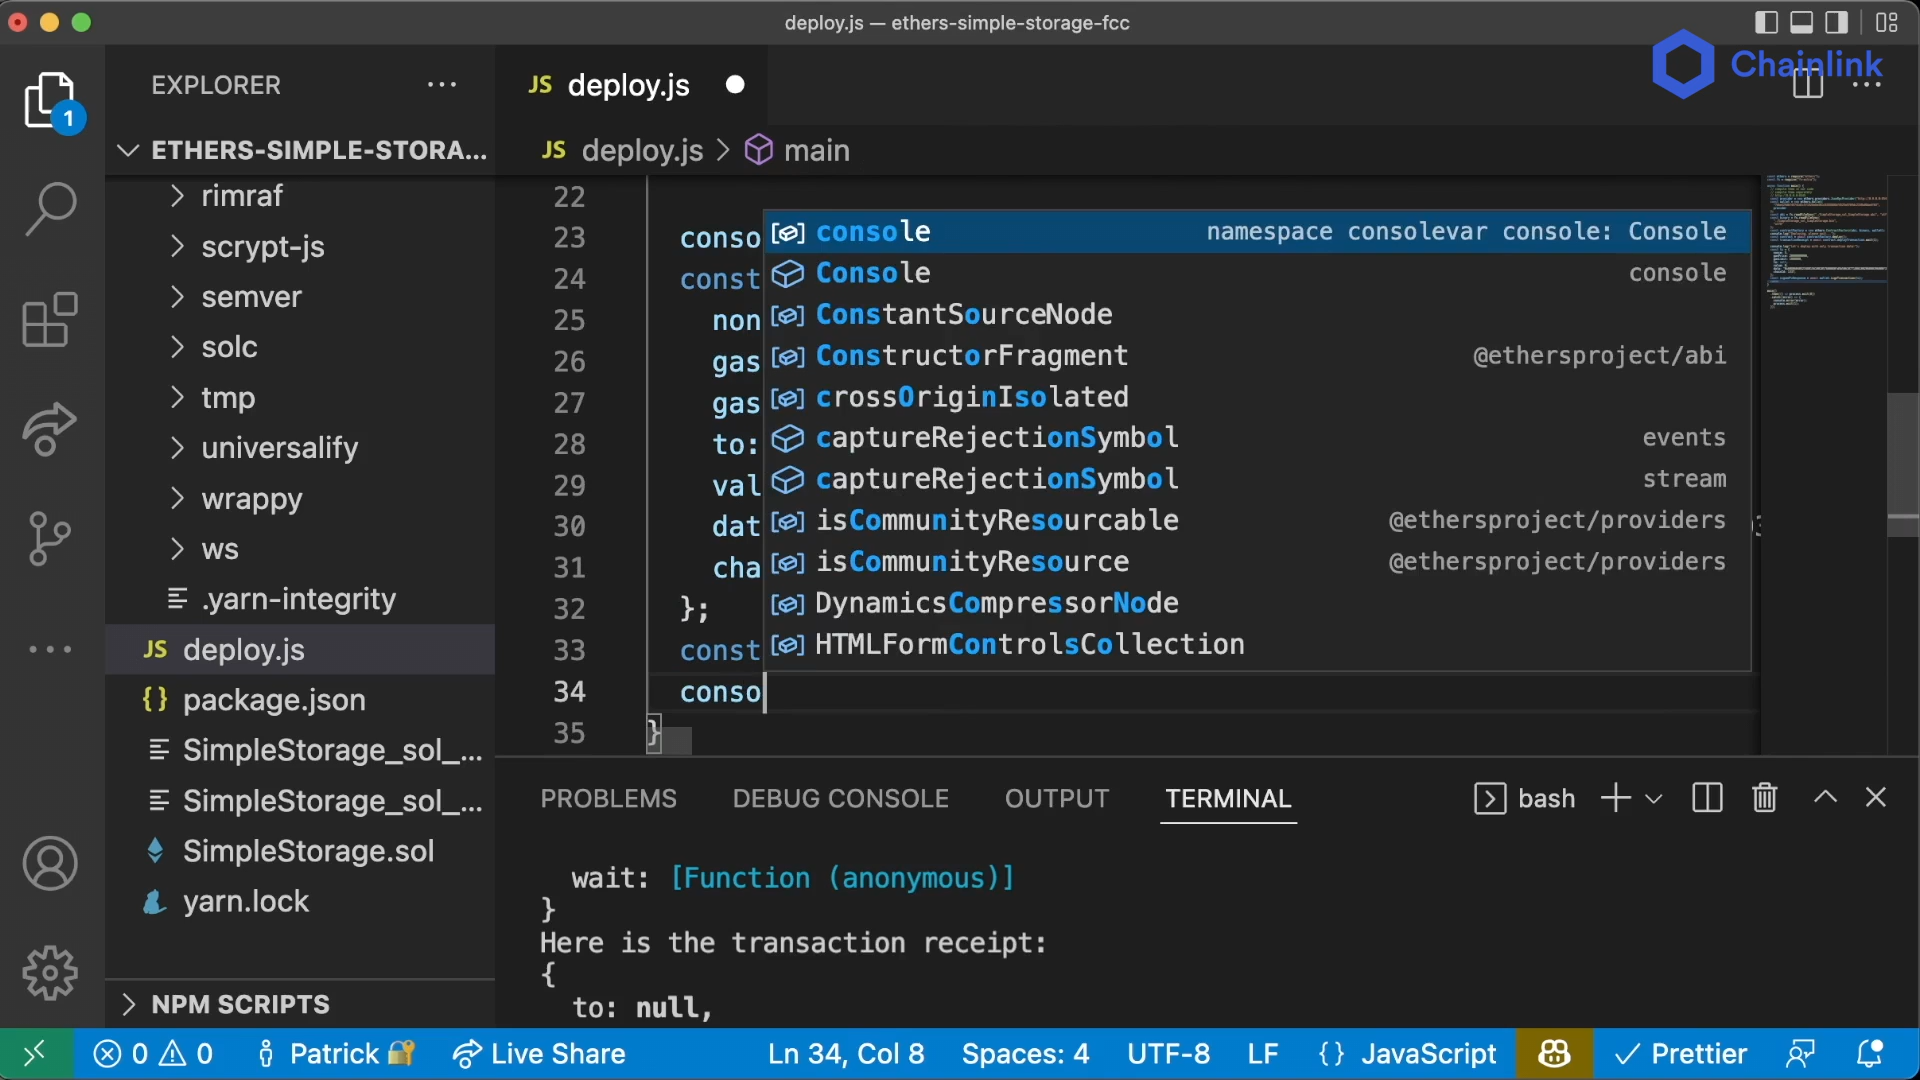 deploy.js — ethers-simple-storage-fcc
Chainlink
EXPLORER
JS deploy.js
1
ETHERS-SIMPLE-STORA...
JS deploy.js > main
rimraf
scrypt-js
semver
solc
tmp
universalify
wrappy
ws
.yarn-integrity
JS deploy.js
{} package.json
SimpleStorage_sol_...
SimpleStorage_sol_...
SimpleStorage.sol
yarn.lock
NPM SCRIPTS
22
23 conso
24 const
25 non
26 gas
27 gas
28 to:
29 val
30 dat
31 cha
32 };
33 const
34 conso
35 }
console namespace consolevar console: Console
Console console
ConstantSourceNode
ConstructorFragment @ethersproject/abi
crossOriginIsolated
captureRejectionSymbol events
captureRejectionSymbol stream
isCommunityResourcable @ethersproject/providers
isCommunityResource @ethersproject/providers
DynamicsCompressorNode
HTMLFormControlsCollection
PROBLEMS DEBUG CONSOLE OUTPUT TERMINAL bash
wait: [Function (anonymous)]
}
Here is the transaction receipt:
{
to: null,
0 0 Patrick Live Share Ln 34, Col 8 Spaces: 4 UTF-8 LF {} JavaScript Prettier